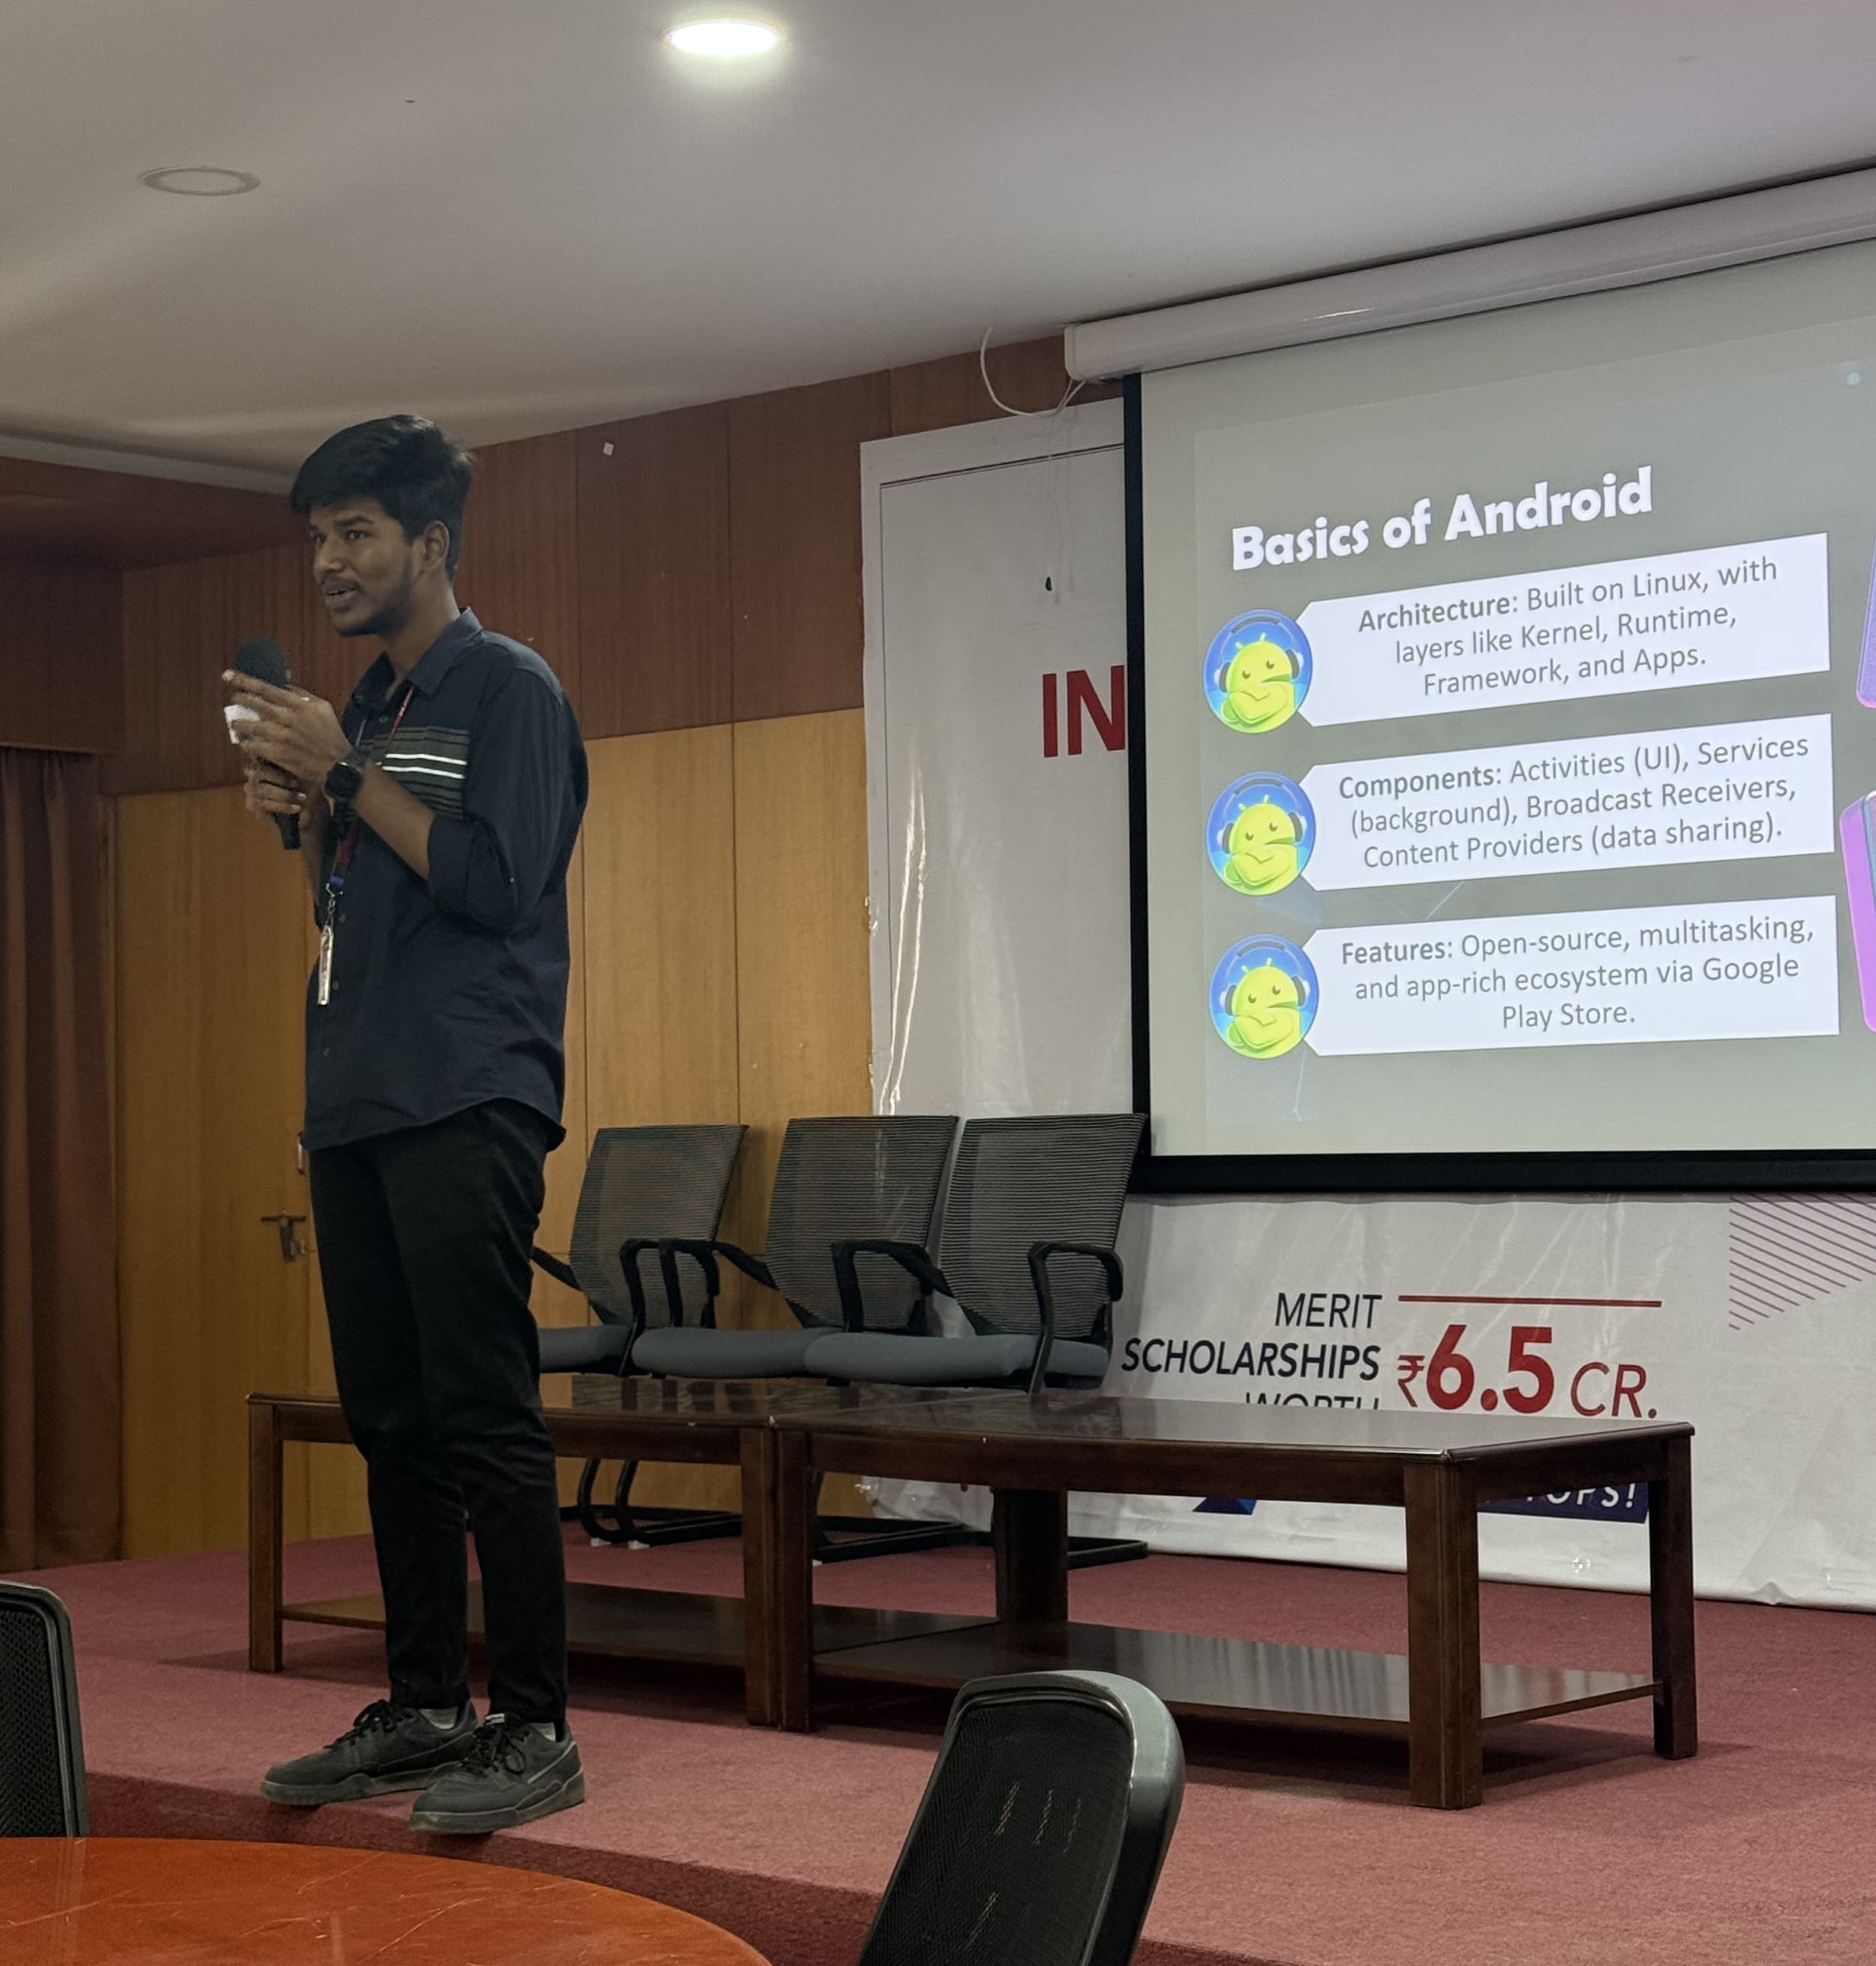 Basics of Android
Architecture: Built on Linux, with
layers like Kernel, Runtime,
Framework, and Apps.
Components: Activities (UI), Services
(background), Broadcast Receivers,
Content Providers (data sharing).
Features: Open-source, multitasking,
and app-rich ecosystem via Google
Play Store.
IN
MERIT
SCHOLARSHIPS
WORTH
₹6.5 CR.